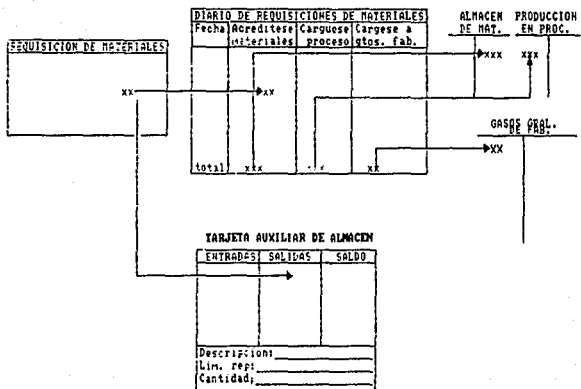 DIARIO DE REQUISICIONES DE MATERIALES
Fecha Acreditese materiales Carguese proceso Cargese a gtos. fab.
ALMACEN DE MAT.
PRODUCCION EN PROC.
REQUISICION DE MATERIALES
xxx
xxx
xx
xx
GASOS GRAL. DE FAB.
xx
total xxx xxx xx
TARJETA AUXILIAR DE ALMACEN
ENTRADAS SALIDAS SALDO
Descripcion:
Lim. rep:
Cantidad;